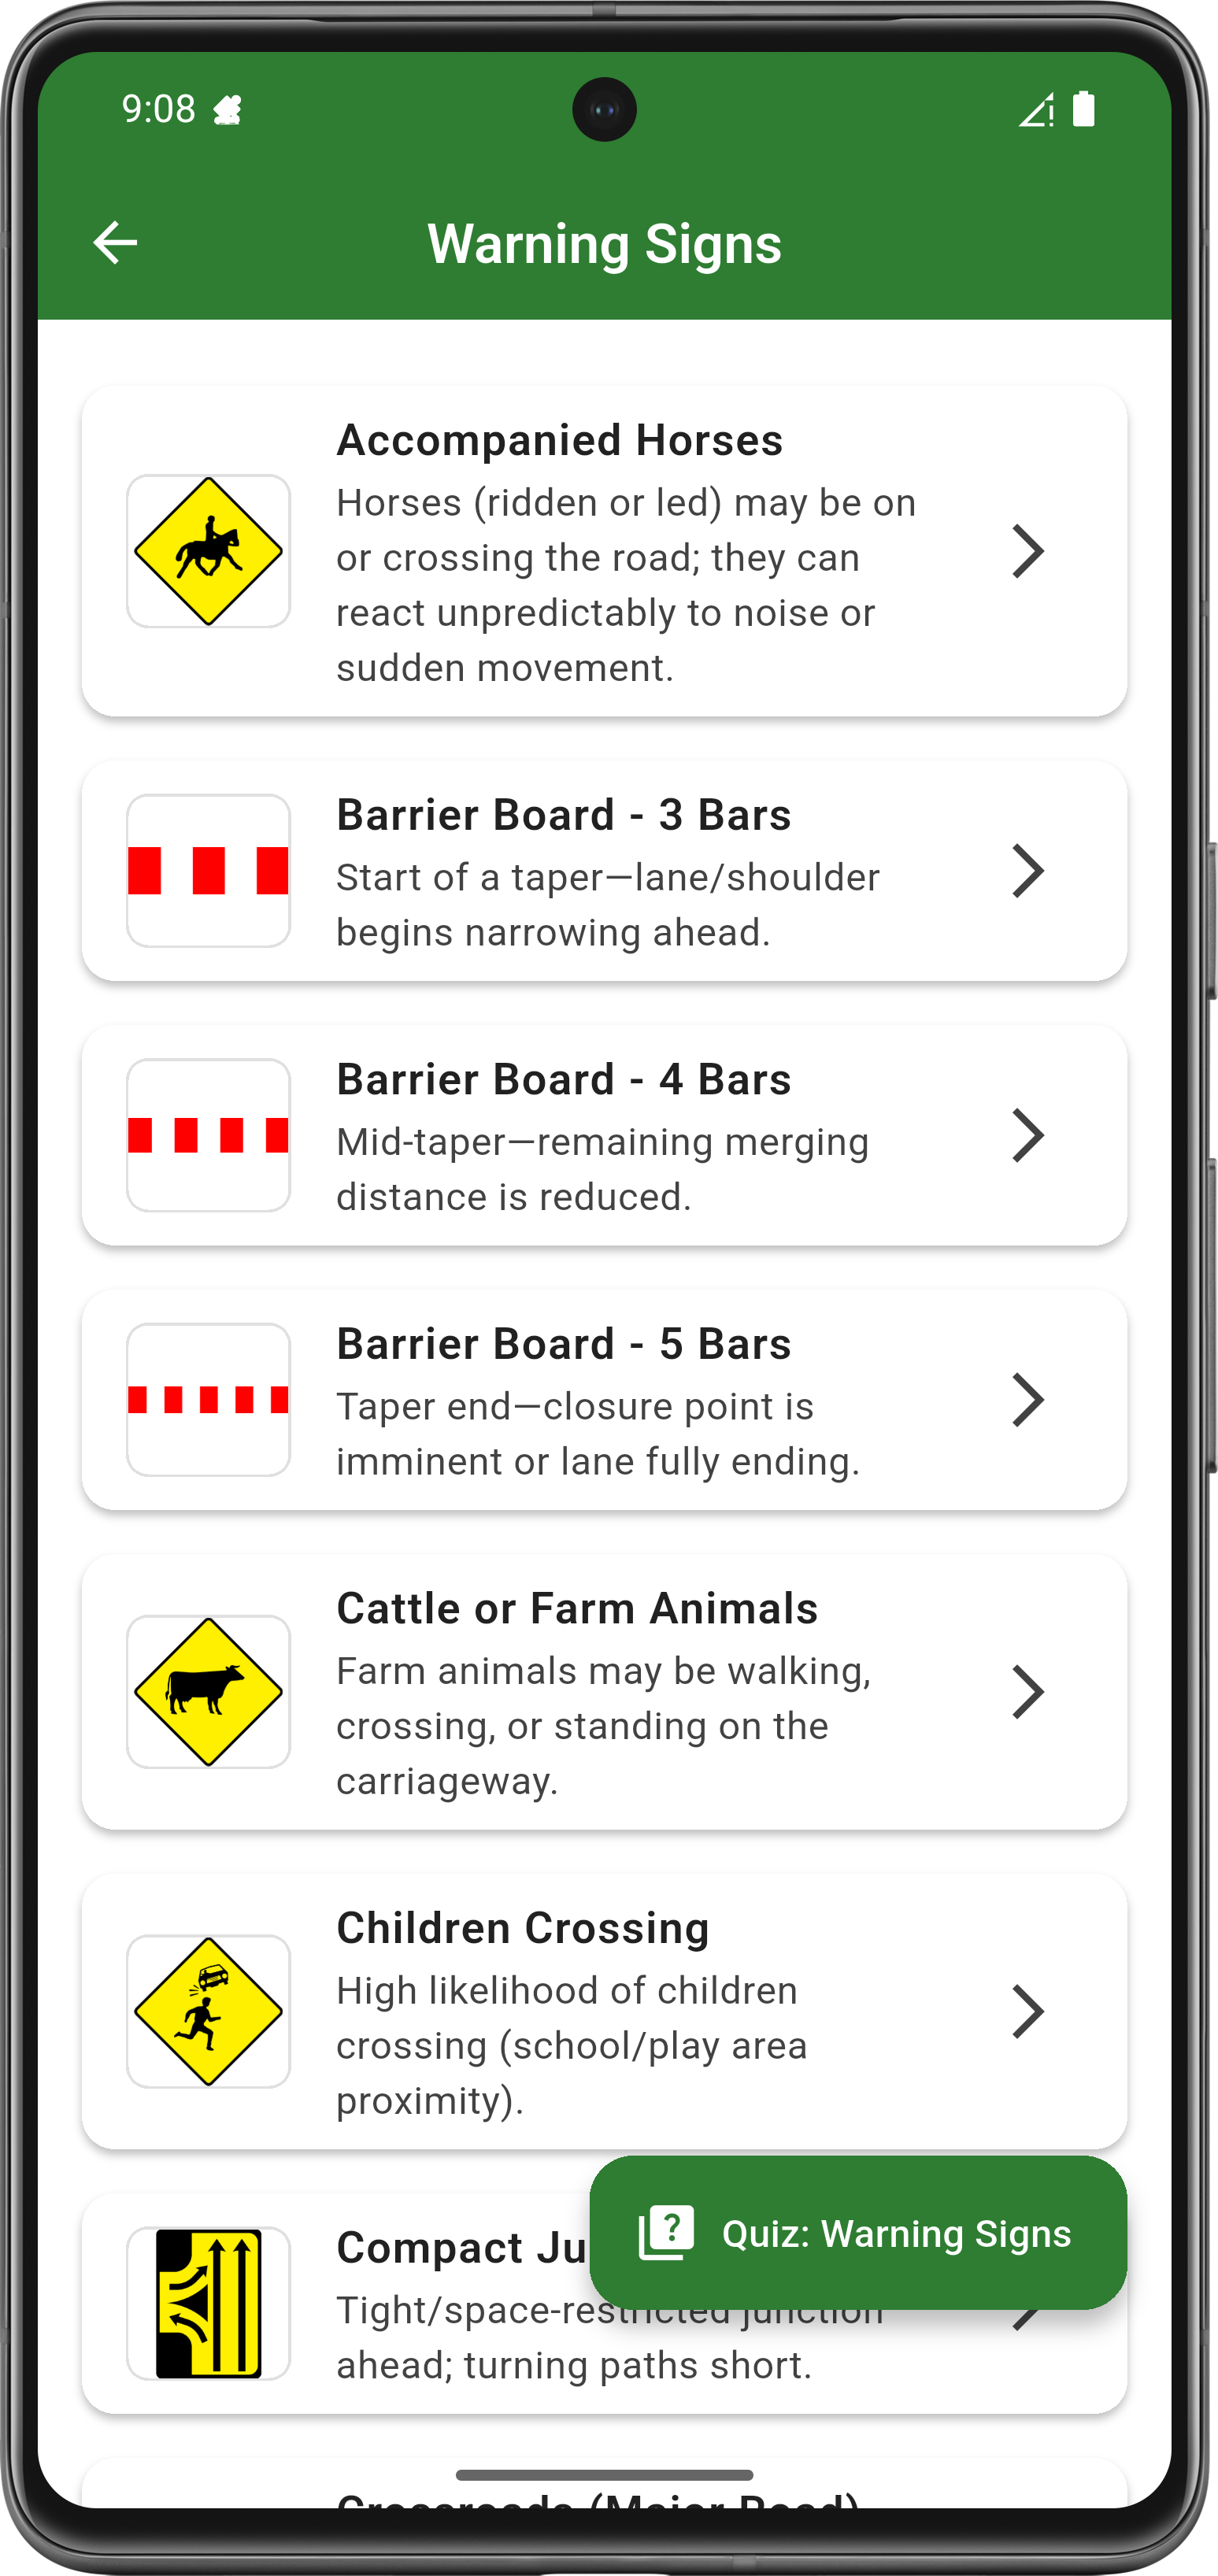 9:08
Warning Signs
Accompanied Horses
Horses (ridden or led) may be on
or crossing the road; they can
react unpredictably to noise or
sudden movement.
Barrier Board - 3 Bars
Start of a taper—lane/shoulder
begins narrowing ahead.
Barrier Board - 4 Bars
Mid-taper—remaining merging
distance is reduced.
Barrier Board - 5 Bars
Taper end—closure point is
imminent or lane fully ending.
Cattle or Farm Animals
Farm animals may be walking,
crossing, or standing on the
carriageway.
Children Crossing
High likelihood of children
crossing (school/play area
proximity).
Compact Ju
Quiz: Warning Signs
Tight/space-restricted junction
ahead; turning paths short.
Crossroads (Major Road)